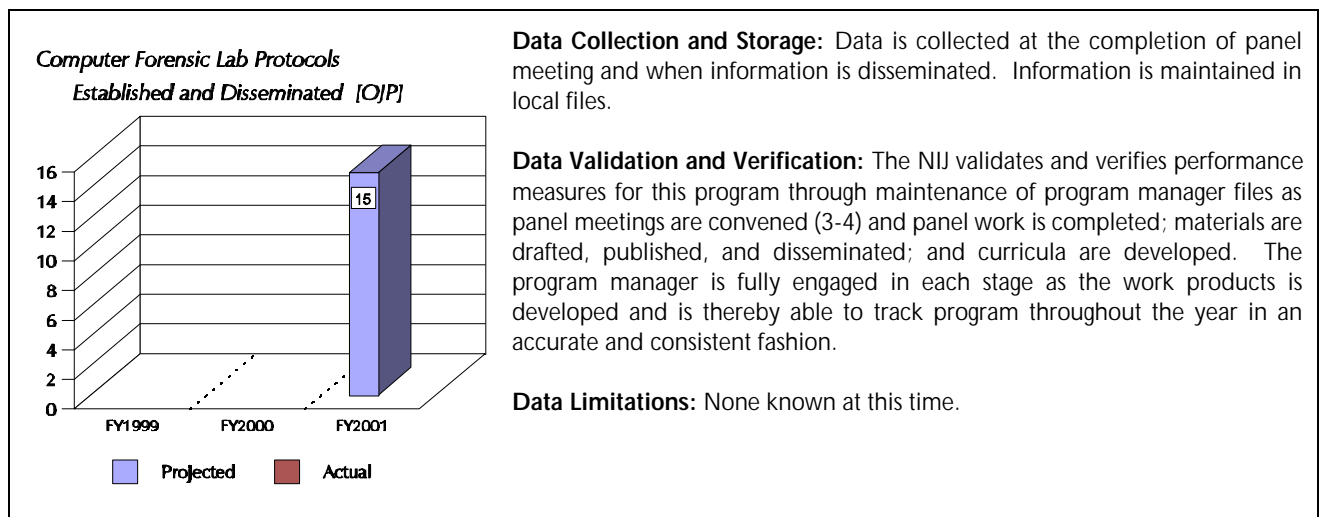 Computer Forensic Lab Protocols
Established and Disseminated [OJP]
16
14
12
10
8
6
4
2
0
15
FY1999
FY2000
FY2001
Projected
Actual
Data Collection and Storage: Data is collected at the completion of panel
meeting and when information is disseminated. Information is maintained in
local files.
Data Validation and Verification: The NIJ validates and verifies performance
measures for this program through maintenance of program manager files as
panel meetings are convened (3-4) and panel work is completed; materials are
drafted, published, and disseminated; and curricula are developed. The
program manager is fully engaged in each stage as the work products is
developed and is thereby able to track program throughout the year in an
accurate and consistent fashion.
Data Limitations: None known at this time.